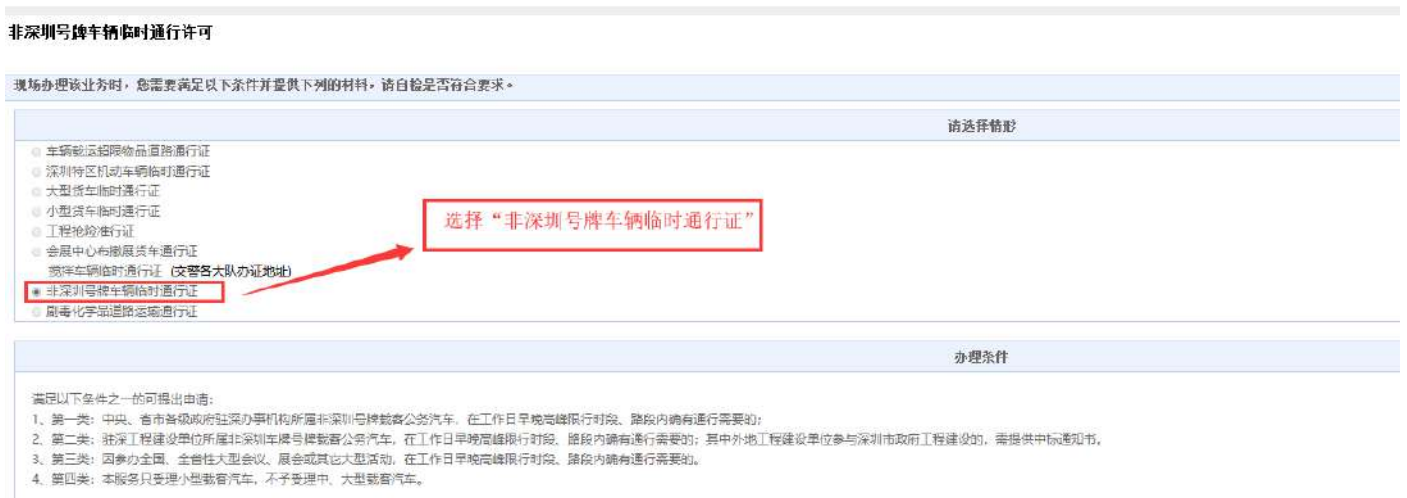 非深圳号牌车辆临时通行许可
现场办理该业务时，您需要满足以下条件并提供下列的材料，请自检是否符合要求。
请选择情形
车辆载运超限物品道路通行证
深圳特区机动车辆临时通行证
大型货车临时通行证
小型货车临时通行证
工程抢险准行证
会展中心布撤展货车通行证
搅拌车辆临时通行证 (交警各大队办证地址)
非深圳号牌车辆临时通行证
剧毒化学品道路运输通行证
选择“非深圳号牌车辆临时通行证”
办理条件
满足以下条件之一的可提出申请：
1、第一类：中央、省市各级政府驻深办事机构所属非深圳号牌载客公务汽车，在工作日早晚高峰限行时段、路段内确有通行需要的；
2、第二类：驻深工程建设单位所属非深圳车牌号牌载客公务汽车，在工作日早晚高峰限行时段、路段内确有通行需要的；其中外地工程建设单位参与深圳市政府工程建设的，需提供中标通知书。
3、第三类：因参办全国、全省性大型会议、展会或其它大型活动，在工作日早晚高峰限行时段、路段内确有通行需要的。
4、第四类：本服务只受理小型载客汽车，不予受理中、大型载客汽车。